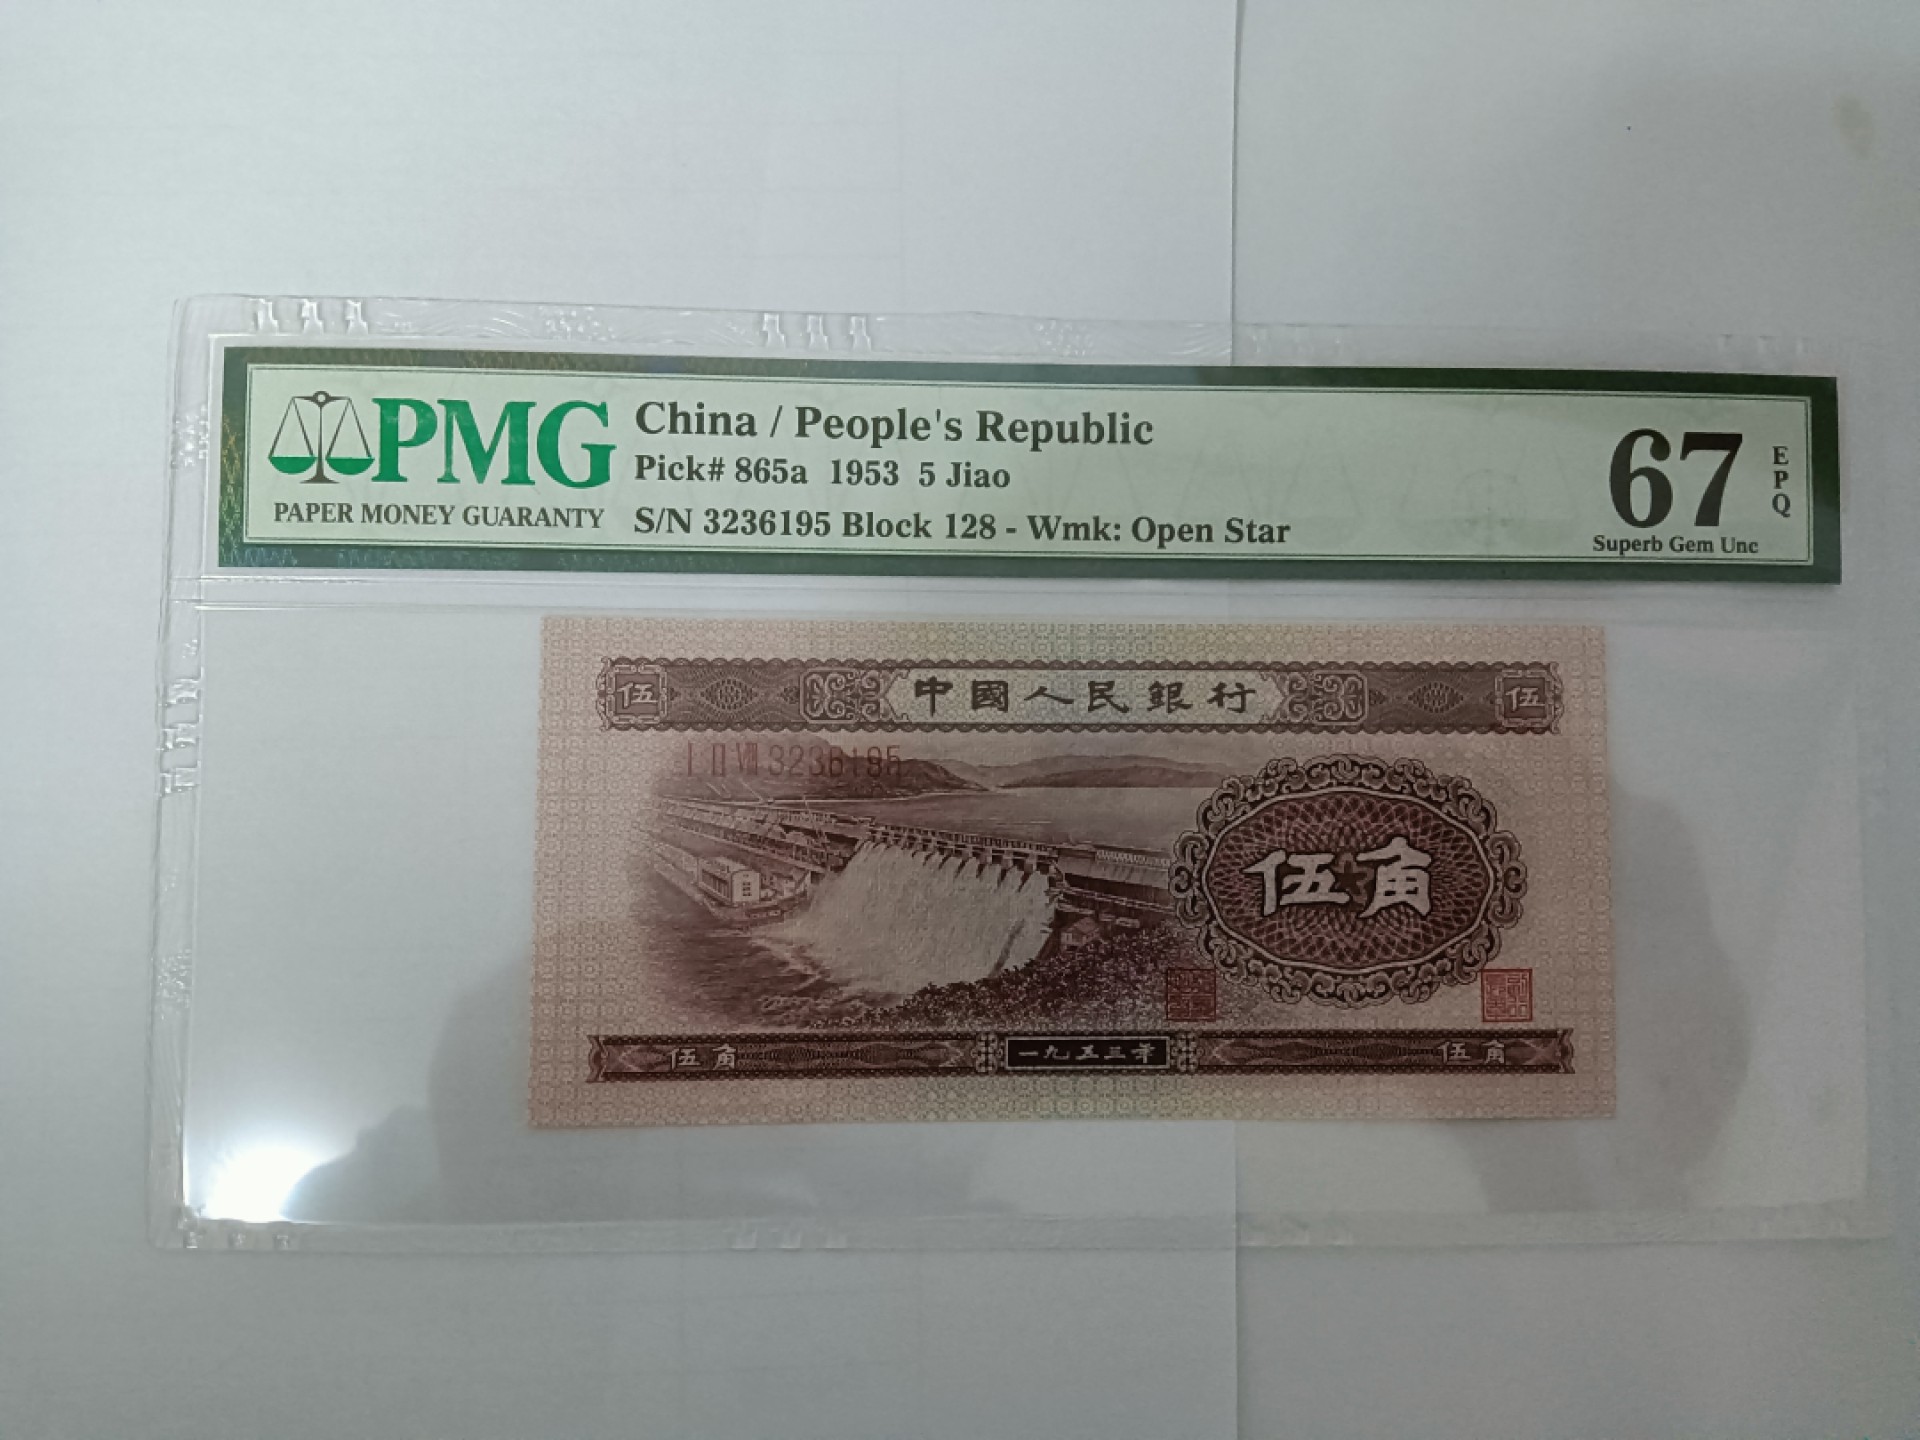 PMG
PAPER MONEY GUARANTY
China / People's Republic
Pick# 865a 1953 5 Jiao
S/N 3236195 Block 128 - Wmk: Open Star
67
EPQ
Superb Gem Unc
伍 中國人民銀行 伍
I II VIII 3236195
伍角
伍角 一九五三年 伍角